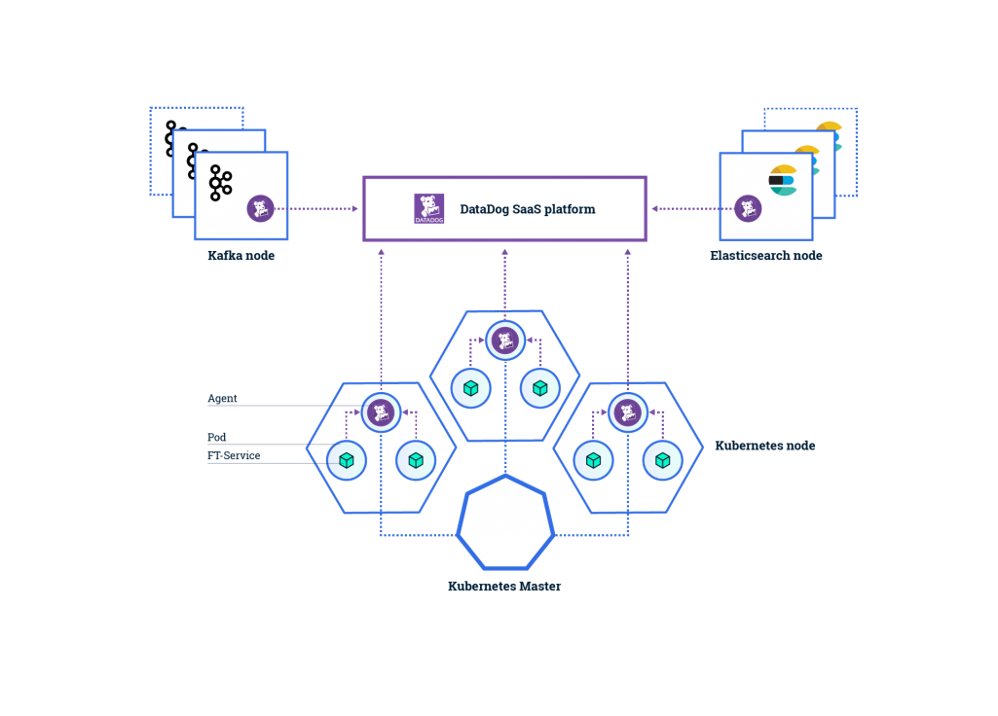 DATADOG
DataDog SaaS platform
Kafka node
Elasticsearch node
Agent
Pod
FT-Service
Kubernetes node
Kubernetes Master